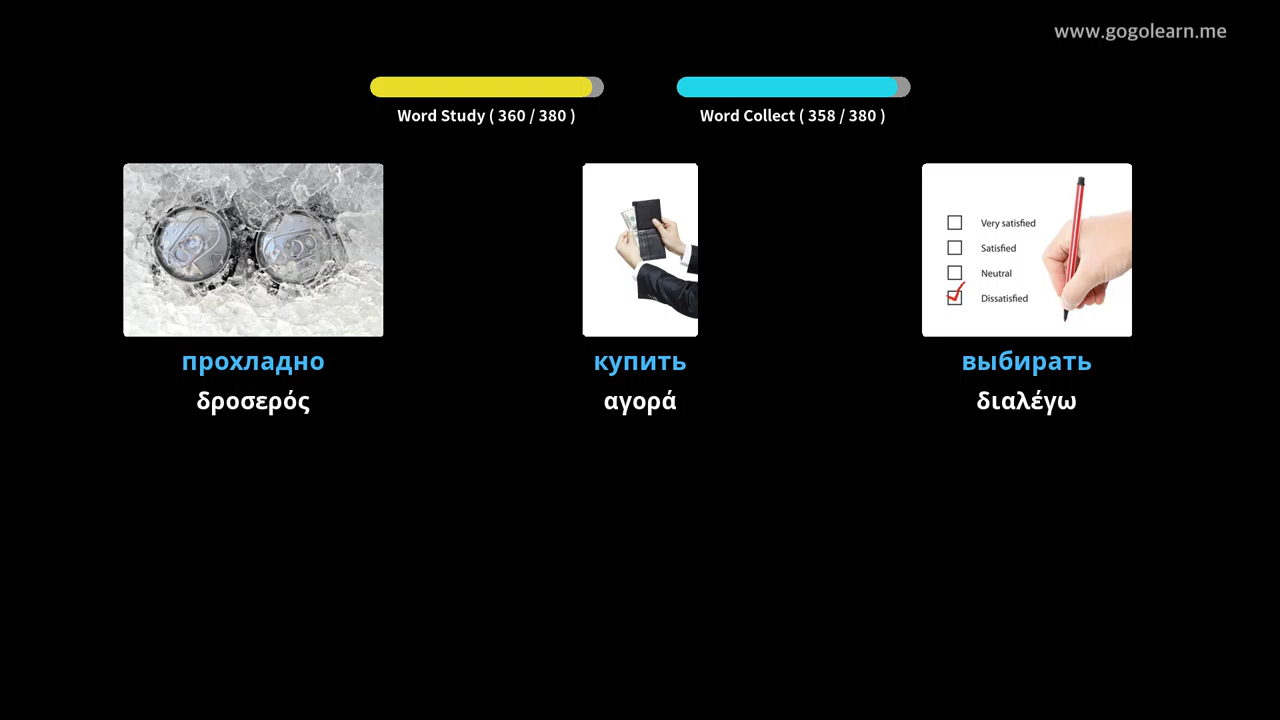 www.gogolearn.me
Word Study ( 360 / 380 )
Word Collect ( 358 / 380 )
Very satisfied
Satisfied
Neutral
Dissatisfied
прохладно
купить
выбирать
δροσερός
αγορά
διαλέγω